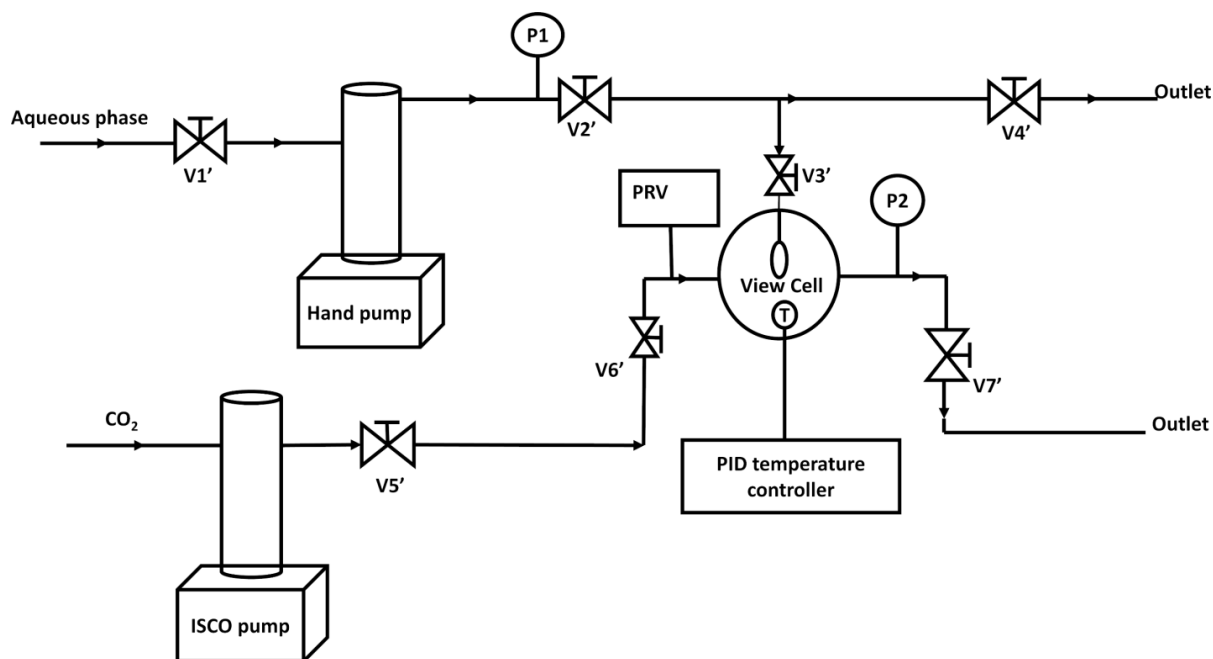 P1
Aqueous phase
V1’
V2’
V4’
Outlet
V3’
PRV
P2
View Cell
T
Hand pump
V6’
V7’
CO₂
V5’
Outlet
PID temperature
controller
ISCO pump